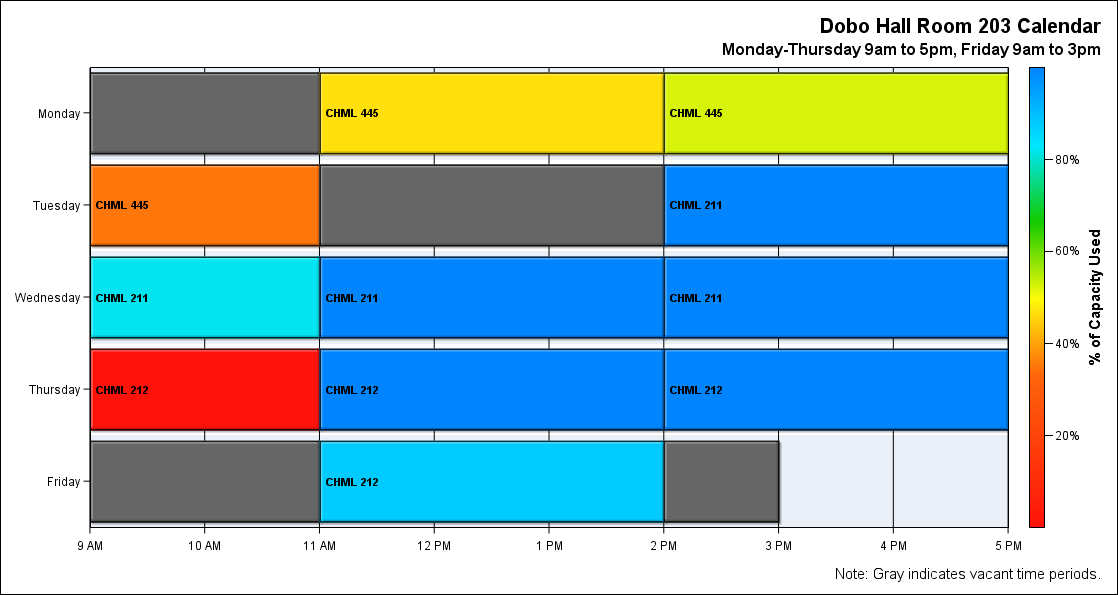 Dobo Hall Room 203 Calendar
Monday-Thursday 9am to 5pm, Friday 9am to 3pm
Monday
CHML 445
CHML 445
Tuesday
CHML 445
CHML 211
Wednesday
CHML 211
CHML 211
CHML 211
Thursday
CHML 212
CHML 212
CHML 212
Friday
CHML 212
9 AM
10 AM
11 AM
12 PM
1 PM
2 PM
3 PM
4 PM
5 PM
80%
60%
40%
20%
% of Capacity Used
Note: Gray indicates vacant time periods.